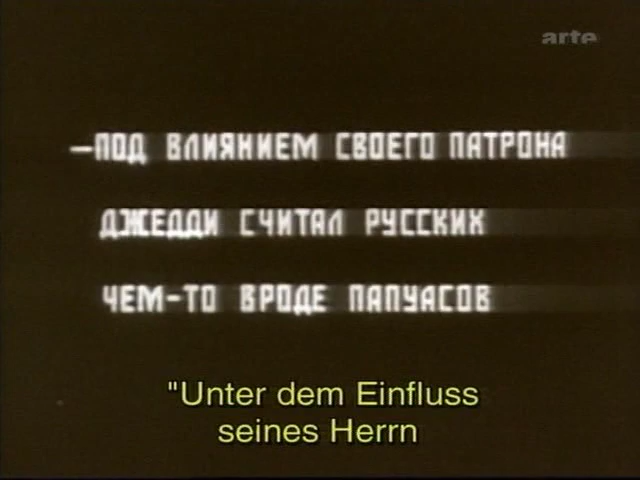 arte
—ПОД ВЛИЯНИЕМ СВОЕГО ПАТРОНА
ДЖЕДДИ СЧИТАЛ РУССКИХ
ЧЕМ-ТО ВРОДЕ ПАПУАСОВ
"Unter dem Einfluss
seines Herrn